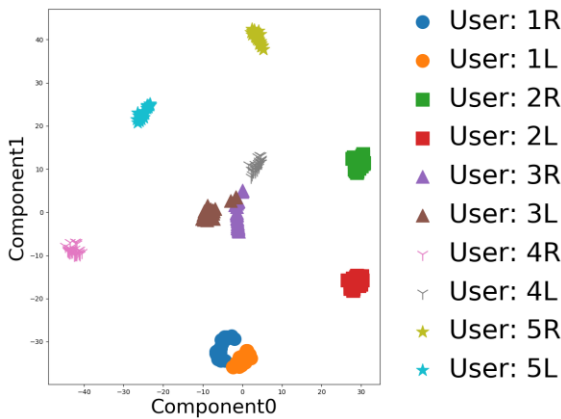 40
30
20
10
0
−10
−20
−30
−40
−30
−20
−10
0
10
20
30
Component0
Component1
User: 1R
User: 1L
User: 2R
User: 2L
User: 3R
User: 3L
User: 4R
User: 4L
User: 5R
User: 5L